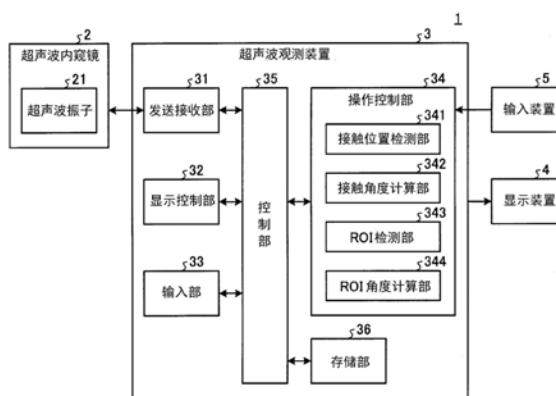 1
2
超声波内窥镜
21
超声波振子
3
超声波观测装置
31
发送接收部
32
显示控制部
33
输入部
35
控制部
34
操作控制部
341
接触位置检测部
342
接触角度计算部
343
ROI检测部
344
ROI角度计算部
36
存储部
5
输入装置
4
显示装置